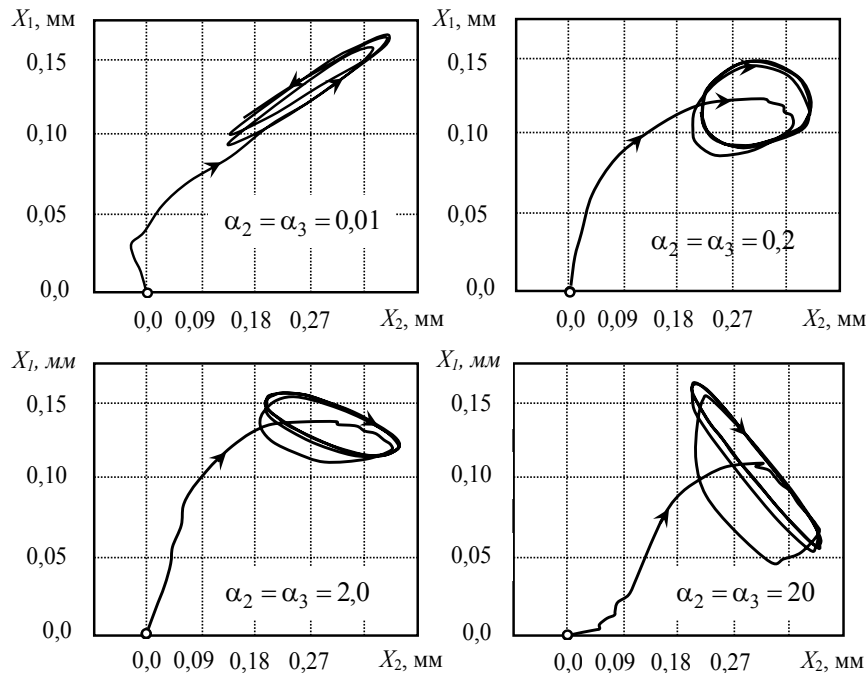 X₁, мм
0,15
0,10
0,05
0,0
α₂ = α₃ = 0,01
0,0 0,09 0,18 0,27 X₂, мм
X₁, мм
0,15
0,10
0,05
0,0
α₂ = α₃ = 0,2
0,0 0,09 0,18 0,27 X₂, мм
X₁, мм
0,15
0,10
0,05
0,0
α₂ = α₃ = 2,0
0,0 0,09 0,18 0,27 X₂, мм
X₁, мм
0,15
0,10
0,05
0,0
α₂ = α₃ = 20
0,0 0,09 0,18 0,27 X₂, мм